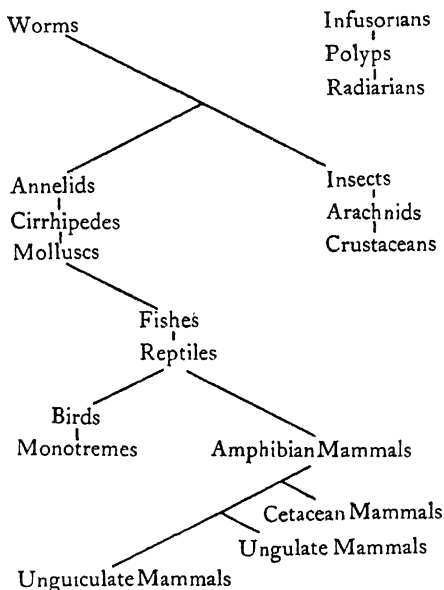 Worms
Infusorians
Polyps
Radiarians
Annelids
Cirrhipedes
Molluscs
Insects
Arachnids
Crustaceans
Fishes
Reptiles
Birds
Monotremes
Amphibian Mammals
Cetacean Mammals
Ungulate Mammals
Unguiculate Mammals